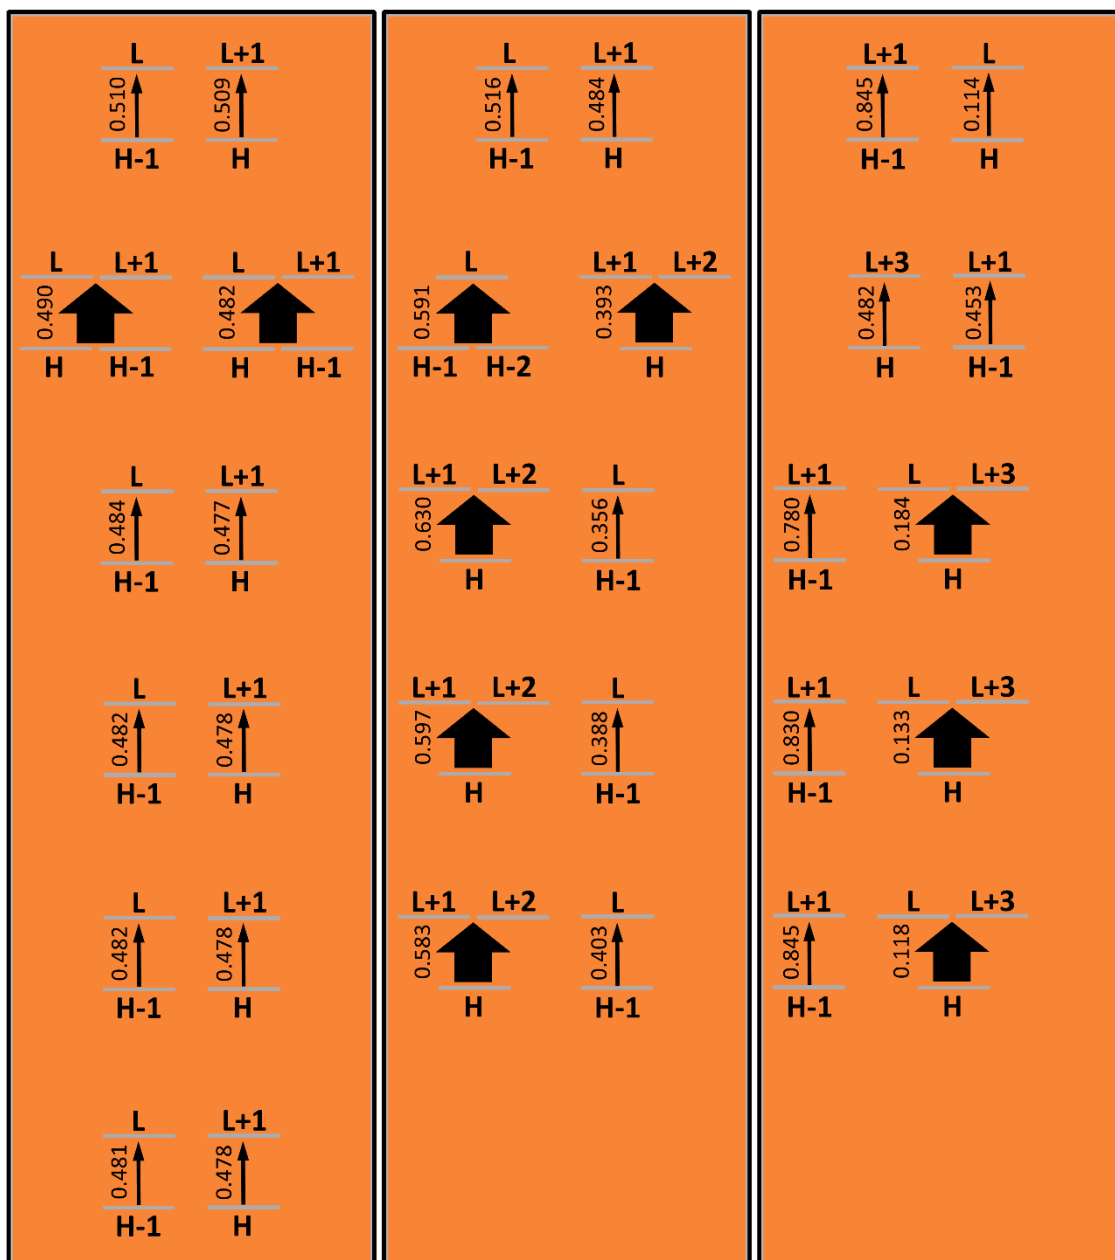 L L+1
0.510 0.509
H-1 H
L L+1 L L+1
0.490 0.482
H H-1 H H-1
L L+1
0.484 0.477
H-1 H
L L+1
0.482 0.478
H-1 H
L L+1
0.482 0.478
H-1 H
L L+1
0.481 0.478
H-1 H
L L+1
0.516 0.484
H-1 H
L L+1 L+2
0.591 0.393
H-1 H-2 H
L+1 L+2 L
0.630 0.356
H H-1
L+1 L+2 L
0.597 0.388
H H-1
L+1 L+2 L
0.583 0.403
H H-1
L+1 L
0.845 0.114
H-1 H
L+3 L+1
0.482 0.453
H H-1
L+1 L L+3
0.780 0.184
H-1 H
L+1 L L+3
0.830 0.133
H-1 H
L+1 L L+3
0.845 0.118
H-1 H